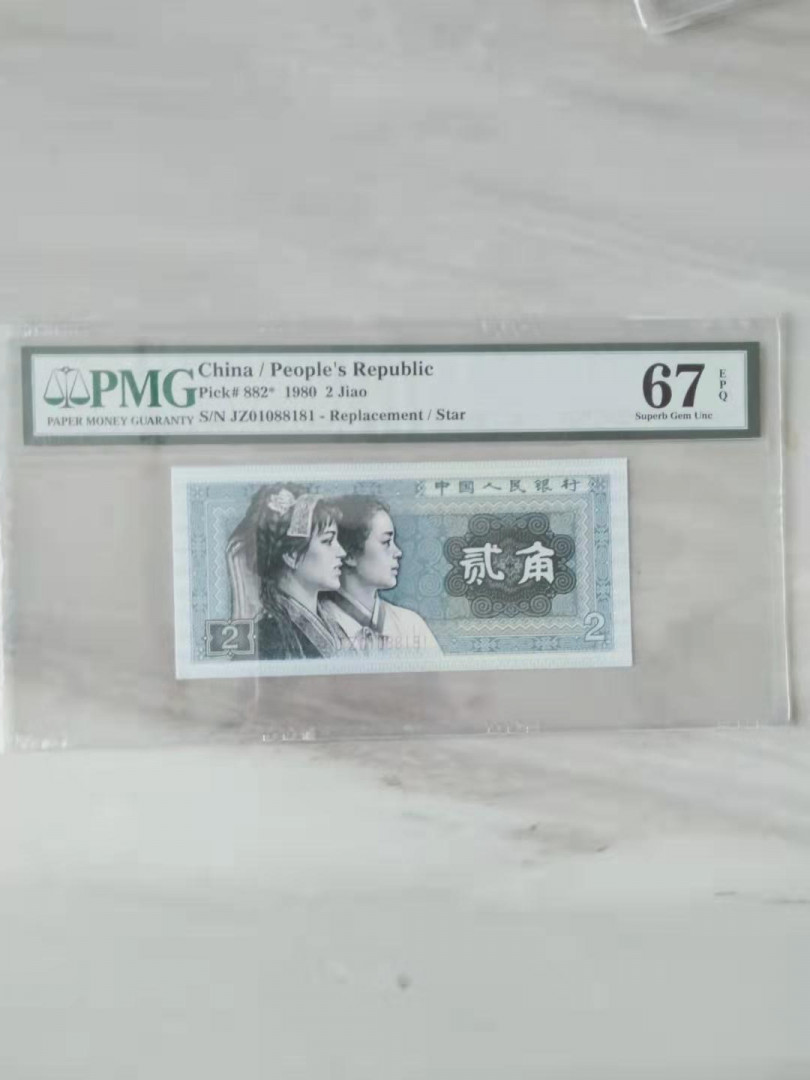 PMG
PAPER MONEY GUARANTY
China / People's Republic
Pick# 882* 1980 2 Jiao
S/N JZ01088181 - Replacement / Star
67
EPQ
Superb Gem Unc
中国人民银行
贰角
2
JZ01088181
2